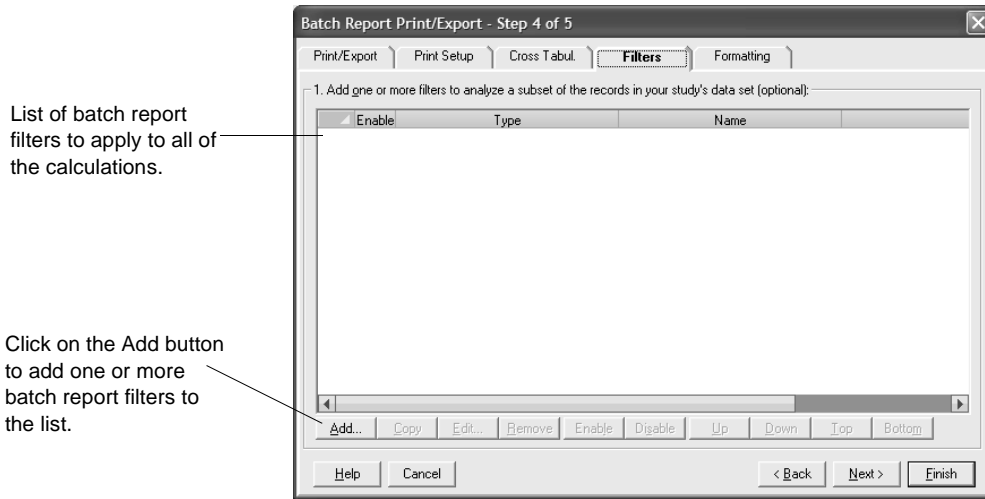 Batch Report Print/Export - Step 4 of 5
Print/Export Print Setup Cross Tabul. Filters Formatting
1. Add one or more filters to analyze a subset of the records in your study's data set (optional):
Enable Type Name
List of batch report
filters to apply to all of
the calculations.
Click on the Add button
to add one or more
batch report filters to
the list.
Add... Copy Edit... Remove Enable Disable Up Down Top Bottom
Help Cancel < Back Next > Finish